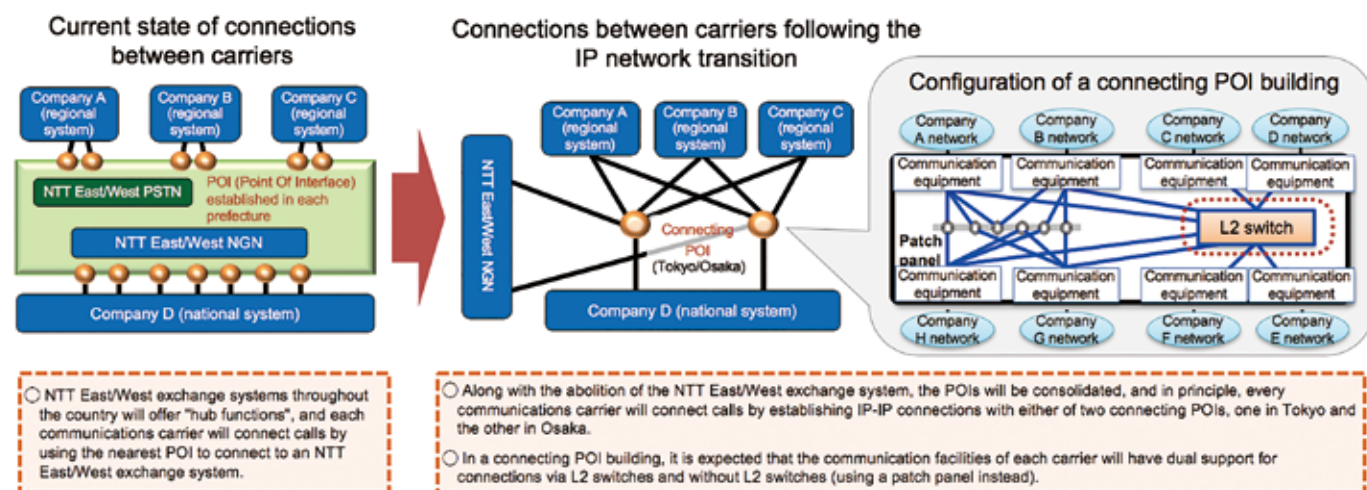 Current state of connections
between carriers
Company A
(regional
system)
Company B
(regional
system)
Company C
(regional
system)
NTT East/West PSTN
POI (Point Of Interface)
established in each
prefecture
NTT East/West NGN
Company D (national system)
Connections between carriers following the
IP network transition
NTT East/West NGN
Company A
(regional
system)
Company B
(regional
system)
Company C
(regional
system)
Connecting
POI
(Tokyo/Osaka)
Company D (national system)
Configuration of a connecting POI building
Company
A network
Company
B network
Company
C network
Company
D network
Communication
equipment
Communication
equipment
Communication
equipment
Communication
equipment
L2 switch
Patch
panel
Communication
equipment
Communication
equipment
Communication
equipment
Communication
equipment
Company
H network
Company
G network
Company
F network
Company
E network
○ NTT East/West exchange systems throughout
the country will offer "hub functions", and each
communications carrier will connect calls by
using the nearest POI to connect to an NTT
East/West exchange system.
○ Along with the abolition of the NTT East/West exchange system, the POIs will be consolidated, and in principle, every
communications carrier will connect calls by establishing IP-IP connections with either of two connecting POIs, one in Tokyo and
the other in Osaka.
○ In a connecting POI building, it is expected that the communication facilities of each carrier will have dual support for
connections via L2 switches and without L2 switches (using a patch panel instead).